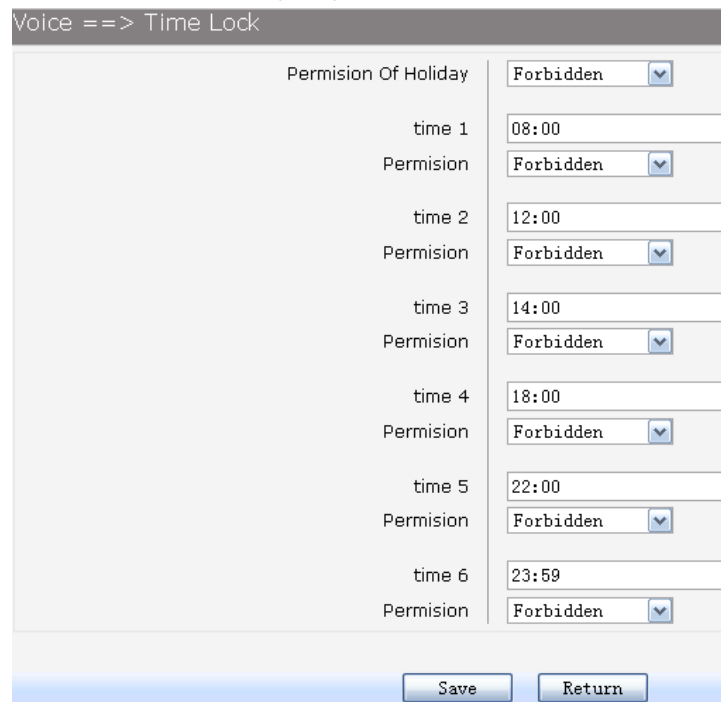 Voice ==> Time Lock
Permision Of Holiday Forbidden
time 1 08:00
Permision Forbidden
time 2 12:00
Permision Forbidden
time 3 14:00
Permision Forbidden
time 4 18:00
Permision Forbidden
time 5 22:00
Permision Forbidden
time 6 23:59
Permision Forbidden
Save Return